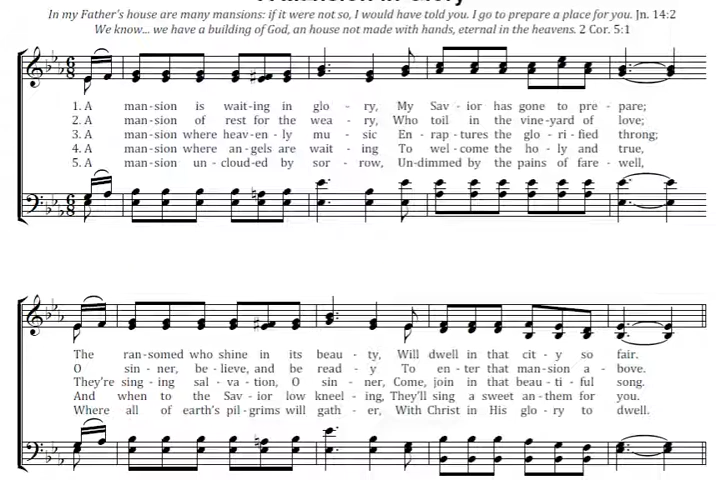 In my Father's house are many mansions: if it were not so, I would have told you. I go to prepare a place for you. Jn. 14:2
We know... we have a building of God, an house not made with hands, eternal in the heavens. 2 Cor. 5:1
1. A man - sion is wait - ing in glo - ry, My Sav - ior has gone to pre - pare;
2. A man - sion of rest for the wea - ry, Who toil in the vine - yard of love;
3. A man - sion where heav - en - ly mu - sic En - rap - tures the glo - ri - fied throng;
4. A man - sion where an - gels are wait - ing To wel - come the ho - ly and true,
5. A man - sion un - cloud - ed by sor - row, Un - dimmed by the pains of fare - well,
The ran - somed who shine in its beau - ty, Will dwell in that cit - y so fair.
O sin - ner, be - lieve, and be read - y To en - ter that man - sion a - bove.
They're sing - ing sal - va - tion, O sin - ner, Come, join in that beau - ti - ful song.
And when to the Sav - ior low kneel - ing, They'll sing a sweet an - them for you.
Where all of earth's pil - grims will gath - er, With Christ in His glo - ry to dwell.